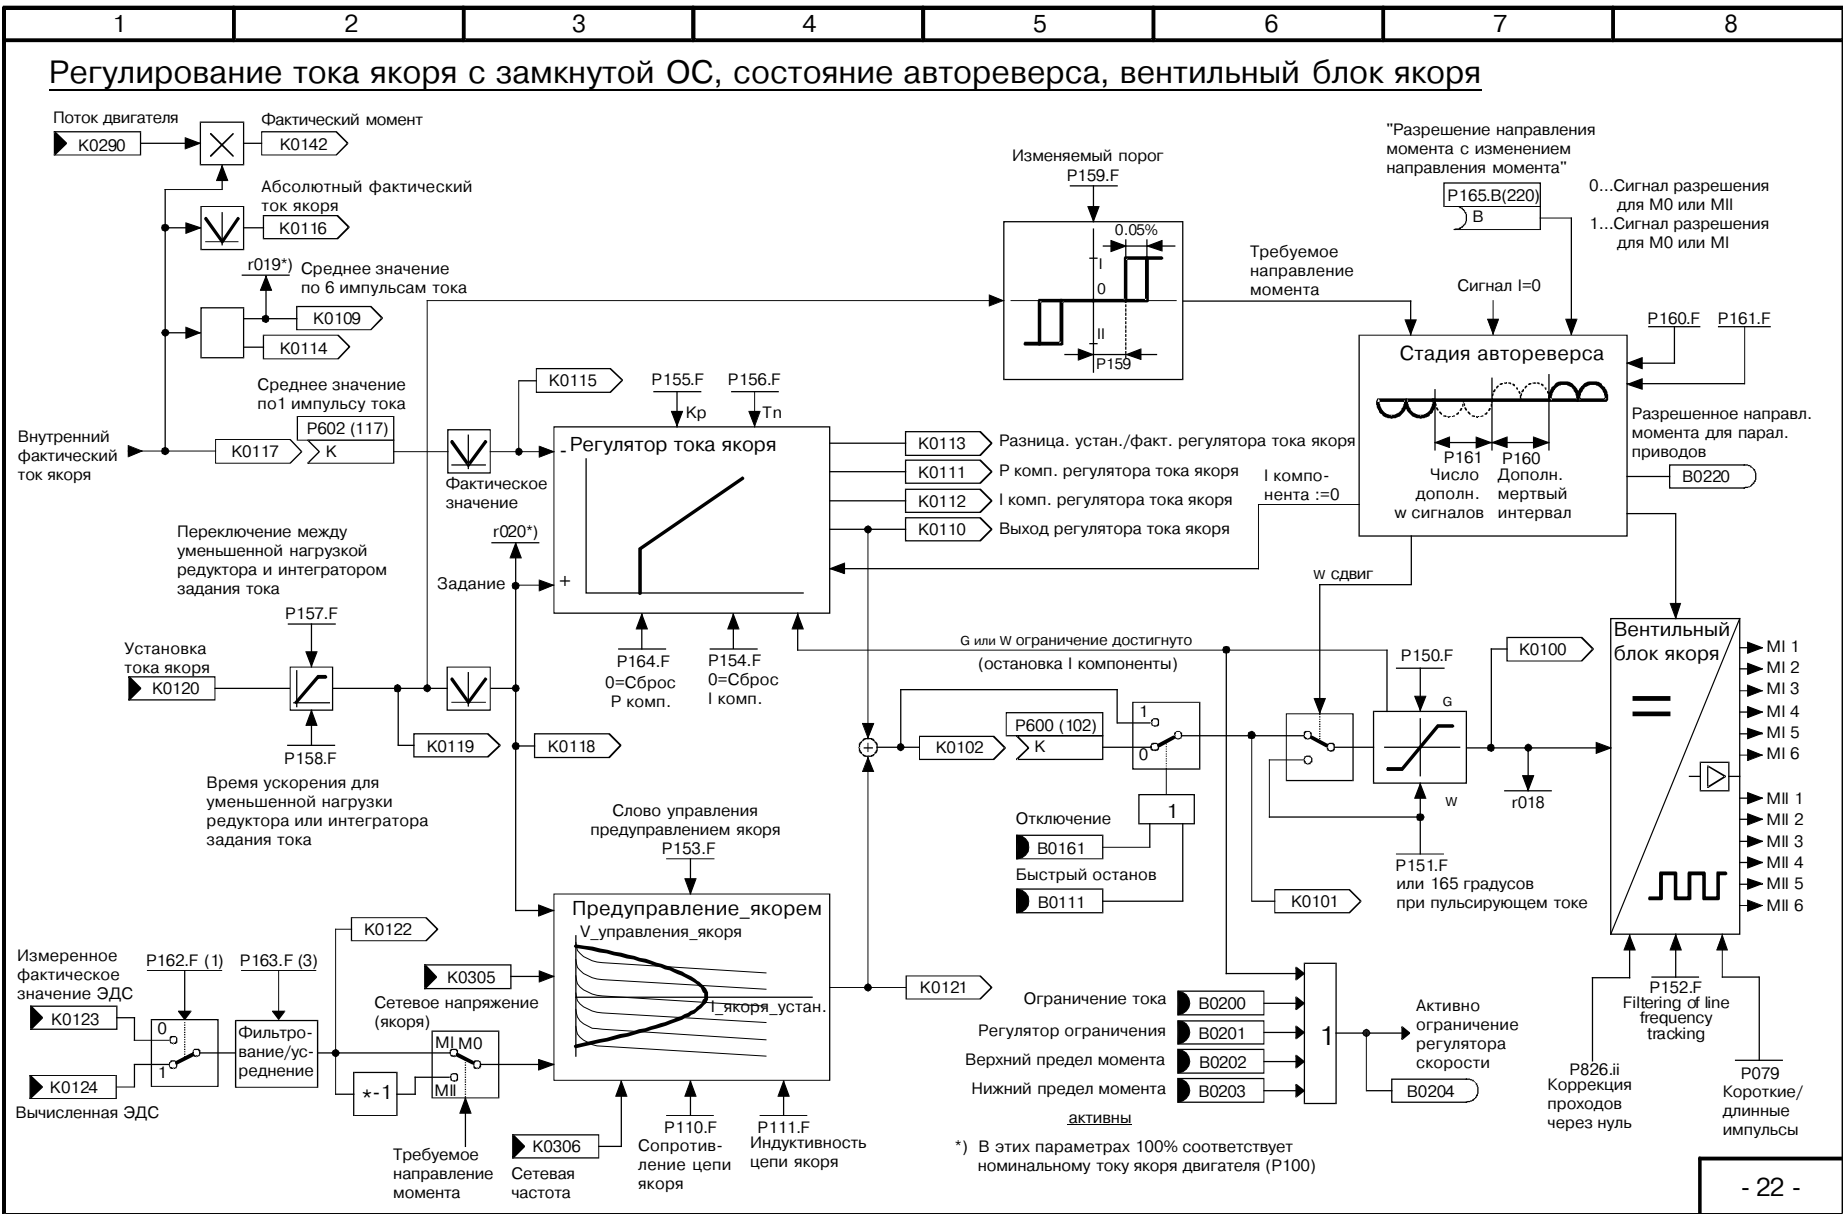 1
2
3
4
5
6
7
8
Регулирование тока якоря с замкнутой ОС, состояние автореверса, вентильный блок якоря
Поток двигателя
K0290
Фактический момент
K0142
Абсолютный фактический
ток якоря
K0116
r019*)
Среднее значение
по 6 импульсам тока
K0109
K0114
Среднее значение
по1 импульсу тока
P602 (117)
K
K0117
Внутренний
фактический
ток якоря
Фактическое
значение
K0115
P155.F
Kp
P156.F
Tn
Регулятор тока якоря
-
+
K0113
Разница. устан./факт. регулятора тока якоря
K0111
P комп. регулятора тока якоря
K0112
I комп. регулятора тока якоря
K0110
Выход регулятора тока якоря
Изменяемый порог
P159.F
0.05%
I
0
II
P159
Требуемое
направление
момента
"Разрешение направления
момента с изменением
направления момента"
P165.B(220)
B
0...Сигнал разрешения
для M0 или MII
1...Сигнал разрешения
для M0 или MI
Сигнал I=0
P160.F
P161.F
Стадия автореверса
P161
Число
дополн.
w сигналов
P160
Дополн.
мертвый
интервал
Разрешенное направл.
момента для парал.
приводов
B0220
I компо-
нента :=0
Переключение между
уменьшенной нагрузкой
редуктора и интегратором
задания тока
P157.F
r020*)
Задание
Установка
тока якоря
K0120
P158.F
Время ускорения для
уменьшенной нагрузки
редуктора или интегратора
задания тока
K0119
K0118
P164.F
0=Сброс
P комп.
P154.F
0=Сброс
I комп.
G или W ограничение достигнуто
(остановка I компоненты)
w сдвиг
K0102
P600 (102)
K
1
0
1
Отключение
B0161
Быстрый останов
B0111
K0101
P150.F
G
W
P151.F
или 165 градусов
при пульсирующем токе
K0100
r018
Вентильный
блок якоря
=
MI 1
MI 2
MI 3
MI 4
MI 5
MI 6
MII 1
MII 2
MII 3
MII 4
MII 5
MII 6
Слово управления
предуправлением якоря
P153.F
Предуправление_якорем
V_управления_якоря
I_якоря_устан.
K0121
K0122
Измеренное
фактическое
значение ЭДС
K0123
P162.F (1)
0
1
K0124
Вычисленная ЭДС
P163.F (3)
Фильтро-
вание/ус-
реднение
K0305
Сетевое напряжение
(якоря)
MI
M0
MII
*-1
Требуемое
направление
момента
K0306
Сетевая
частота
P110.F
Сопротив-
ление цепи
якоря
P111.F
Индуктивность
цепи якоря
Ограничение тока
B0200
Регулятор ограничения
B0201
Верхний предел момента
B0202
Нижний предел момента
B0203
активны
1
Активно
ограничение
регулятора
скорости
B0204
P826.ii
Коррекция
проходов
через нуль
P152.F
Filtering of line
frequency
tracking
P079
Короткие/
длинные
импульсы
*) В этих параметрах 100% соответствует
номинальному току якоря двигателя (P100)
- 22 -